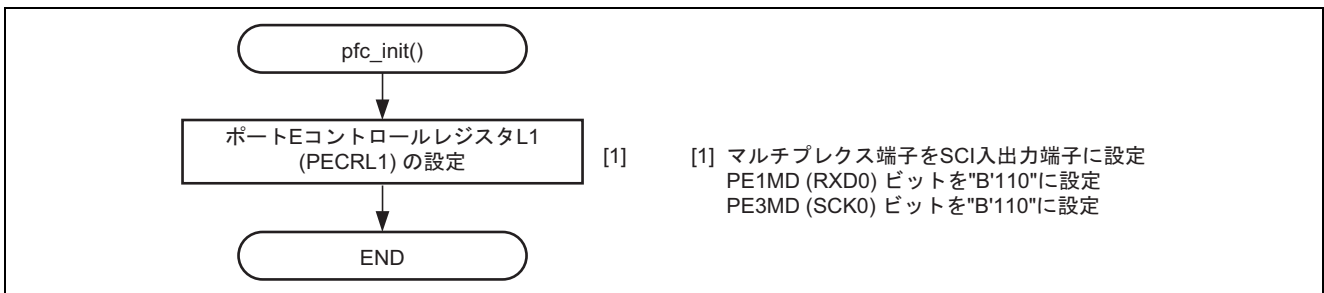 pfc_init()
ポートEコントロールレジスタL1
(PECRL1) の設定
[1]
[1] マルチプレクス端子をSCI入出力端子に設定
PE1MD (RXD0) ビットを"B'110"に設定
PE3MD (SCK0) ビットを"B'110"に設定
END